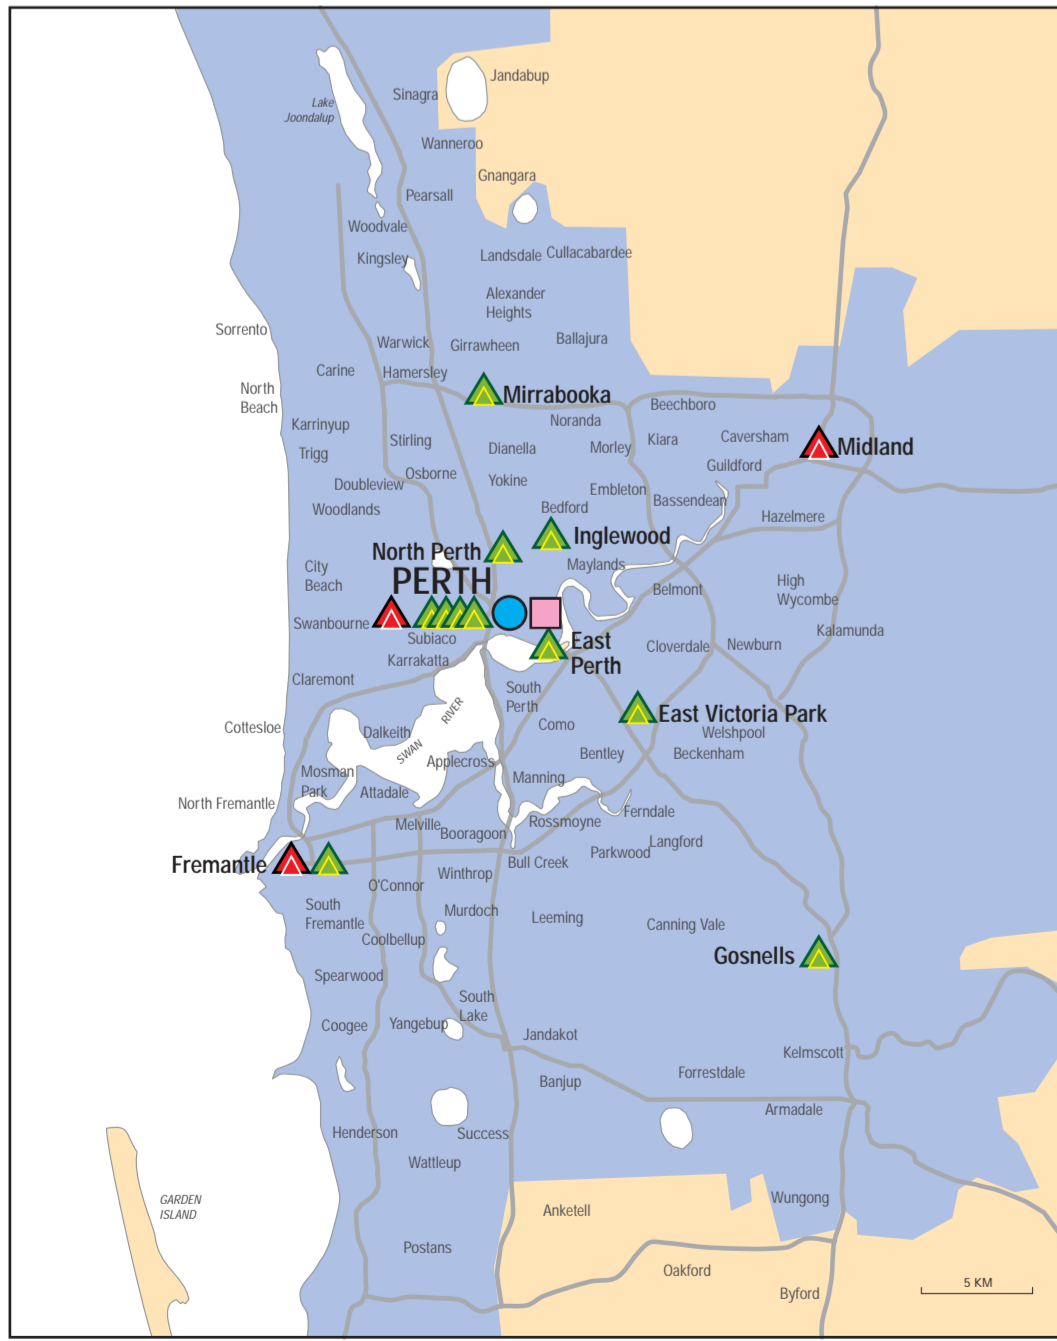 Jandabup
Sinagra
Lake
Joondalup
Wanneroo
Gnangara
Pearsall
Woodvale
Kingsley
Landsdale
Cullacabardee
Alexander
Heights
Sorrento
Warwick
Girrawheen
Ballajura
Carine
Hamersley
North
Beach
Mirrabooka
Beechboro
Karrinyup
Noranda
Stirling
Dianella
Morley
Kiara
Caversham
Midland
Trigg
Guildford
Osborne
Doubleview
Yokine
Embleton
Bassendean
Woodlands
Bedford
Hazelmere
Inglewood
North Perth
City
Beach
PERTH
Maylands
Belmont
High
Wycombe
Swanbourne
Subiaco
Kalamunda
East
Perth
Cloverdale
Newburn
Karrakatta
Claremont
South
Perth
RIVER
SWAN
East Victoria Park
Cottesloe
Dalkeith
Como
Welshpool
Bentley
Beckenham
Applecross
Mosman
Park
Manning
Attadale
North Fremantle
Ferndale
Melville
Booragoon
Rossmoyne
Langford
Parkwood
Fremantle
Bull Creek
Winthrop
O'Connor
South
Fremantle
Murdoch
Leeming
Canning Vale
Coolbellup
Gosnells
Spearwood
South
Lake
Coogee
Yangebup
Jandakot
Kelmscott
Banjup
Forrestdale
Armadale
Henderson
Success
Wattleup
GARDEN
ISLAND
Wungong
Anketell
Postans
Oakford
5 KM
Byford